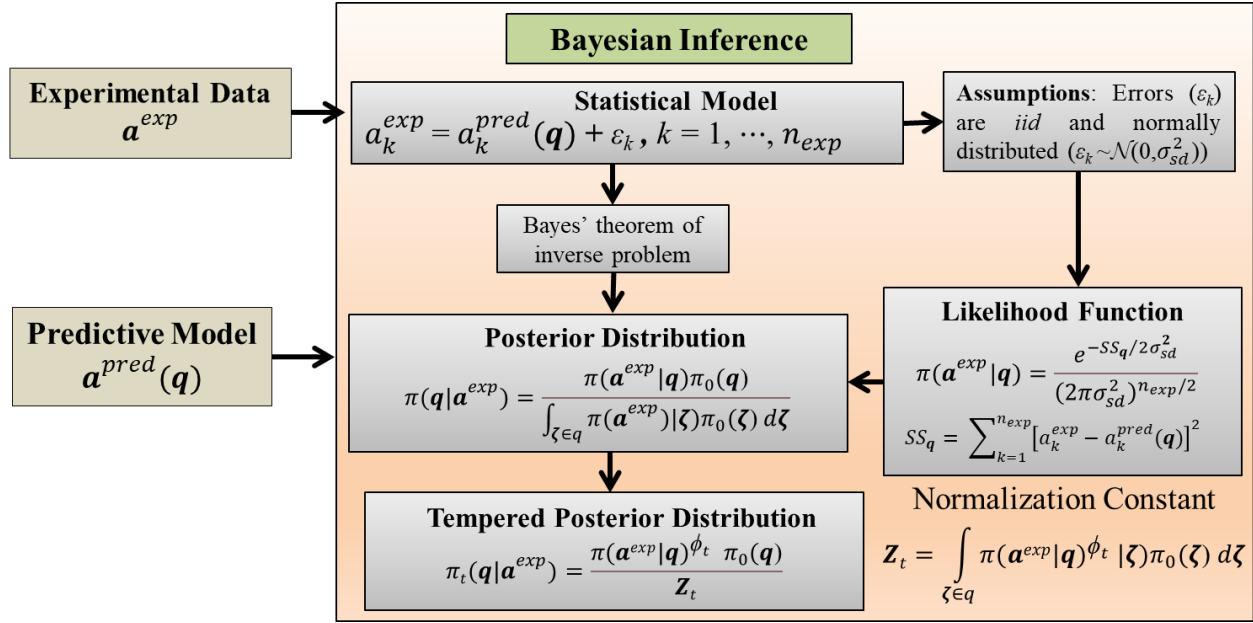 Bayesian Inference
Experimental Data
𝒂^{exp}
Statistical Model
a_k^{exp} = a_k^{pred}(𝒒) + ε_k, k = 1, ⋯, n_{exp}
Assumptions: Errors (ε_k)
are iid and normally
distributed (ε_k~𝒩(0,σ_{sd}^2))
Bayes’ theorem of
inverse problem
Predictive Model
𝒂^{pred}(𝒒)
Posterior Distribution
π(𝒒|𝒂^{exp}) = \frac{π(𝒂^{exp}|𝒒)π_0(𝒒)}{∫_{𝜻∈q} π(𝒂^{exp})|𝜻)π_0(𝜻) d𝜻}
Likelihood Function
π(𝒂^{exp}|𝒒) = \frac{e^{-SS_𝒒/2σ_{sd}^2}}{(2πσ_{sd}^2)^{n_{exp}/2}}
SS_𝒒 = ∑_{k=1}^{n_{exp}}[a_k^{exp} − a_k^{pred}(𝒒)]^2
Tempered Posterior Distribution
π_t(𝒒|𝒂^{exp}) = \frac{π(𝒂^{exp}|𝒒)^{ϕ_t} π_0(𝒒)}{𝒁_t}
Normalization Constant
𝒁_t = ∫_{𝜻∈q} π(𝒂^{exp}|𝒒)^{ϕ_t} |𝜻)π_0(𝜻) d𝜻